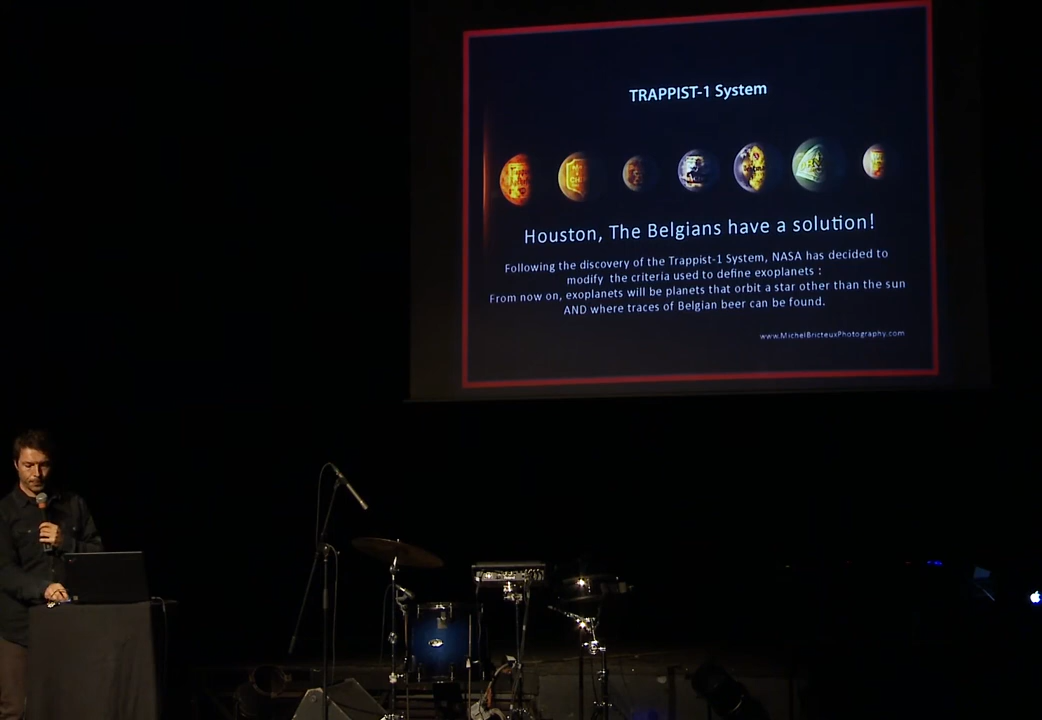 TRAPPIST-1 System
Houston, The Belgians have a solution!
Following the discovery of the Trappist-1 System, NASA has decided to
modify the criteria used to define exoplanets :
From now on, exoplanets will be planets that orbit a star other than the sun
AND where traces of Belgian beer can be found.
www.MichelBricteuxPhotography.com